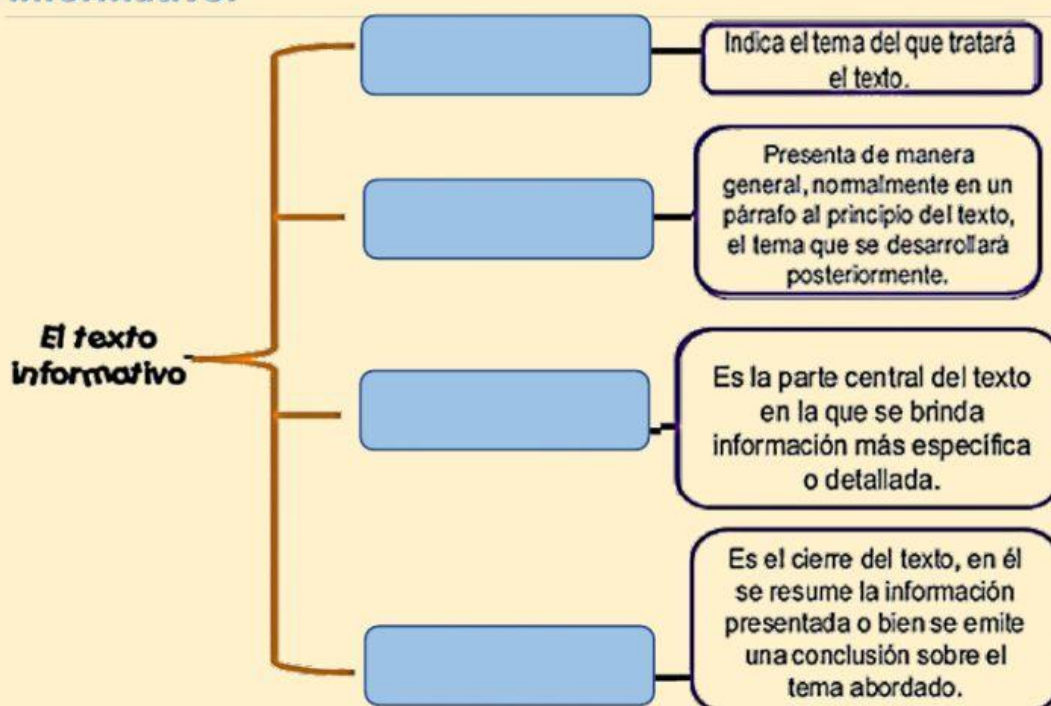 informativo.
Indica el tema del que tratará
el texto.
Presenta de manera
general, normalmente en un
párrafo al principio del texto,
el tema que se desarrollará
posteriormente.
El texto
informativo
Es la parte central del texto
en la que se brinda
información más específica
o detallada.
Es el cierre del texto, en él
se resume la información
presentada o bien se emite
una conclusión sobre el
tema abordado.